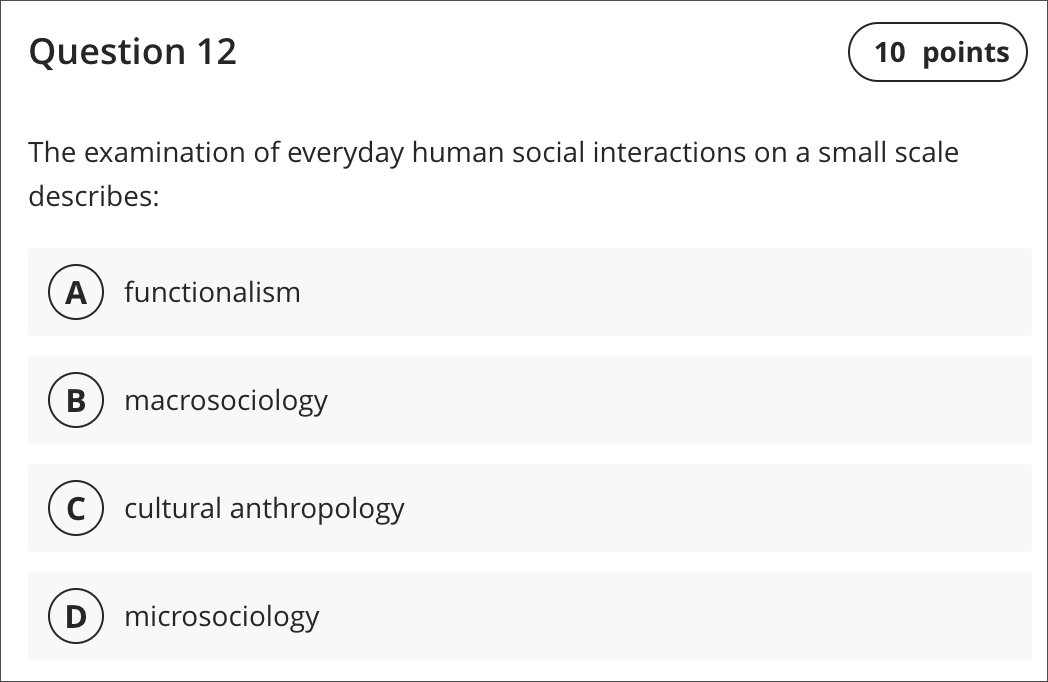 Question 12
10 points
The examination of everyday human social interactions on a small scale
describes:
A functionalism
B macrosociology
C cultural anthropology
D microsociology